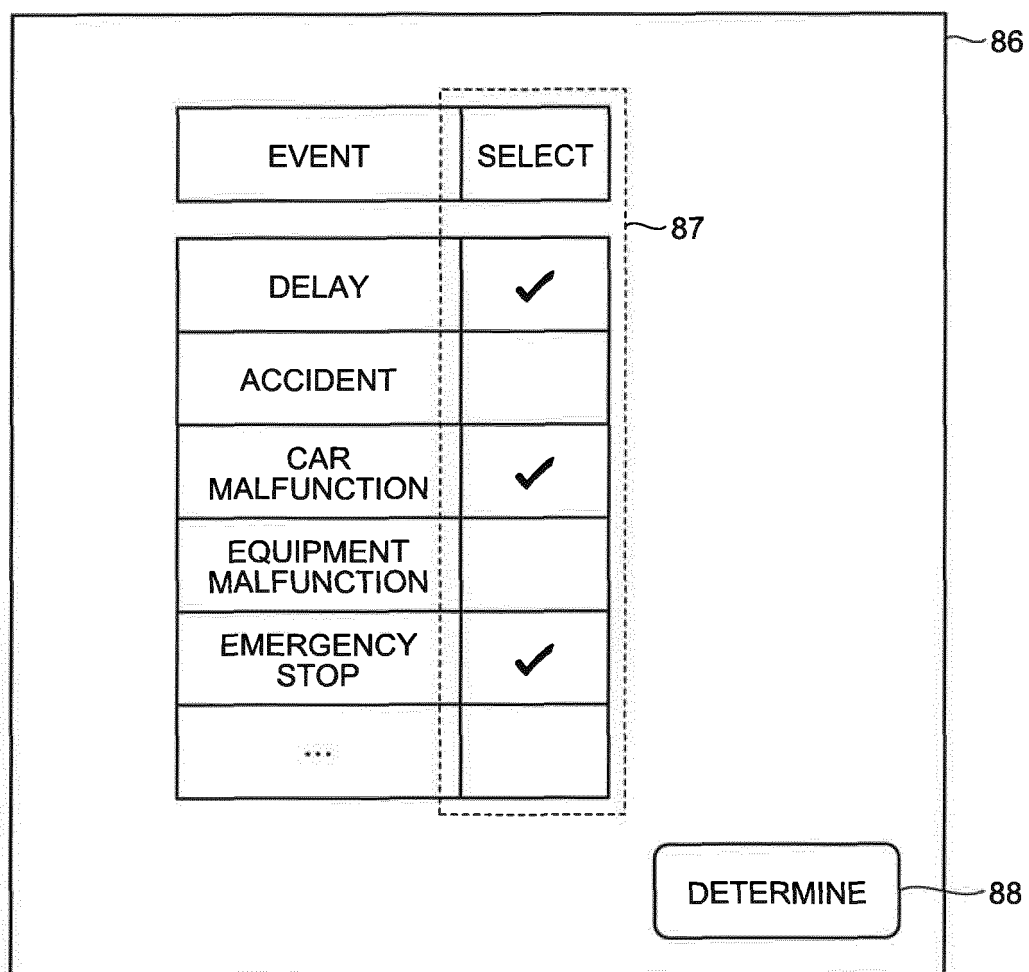 86
EVENT SELECT
87
DELAY ✓
ACCIDENT
CAR
MALFUNCTION ✓
EQUIPMENT
MALFUNCTION
EMERGENCY
STOP ✓
...
DETERMINE
88